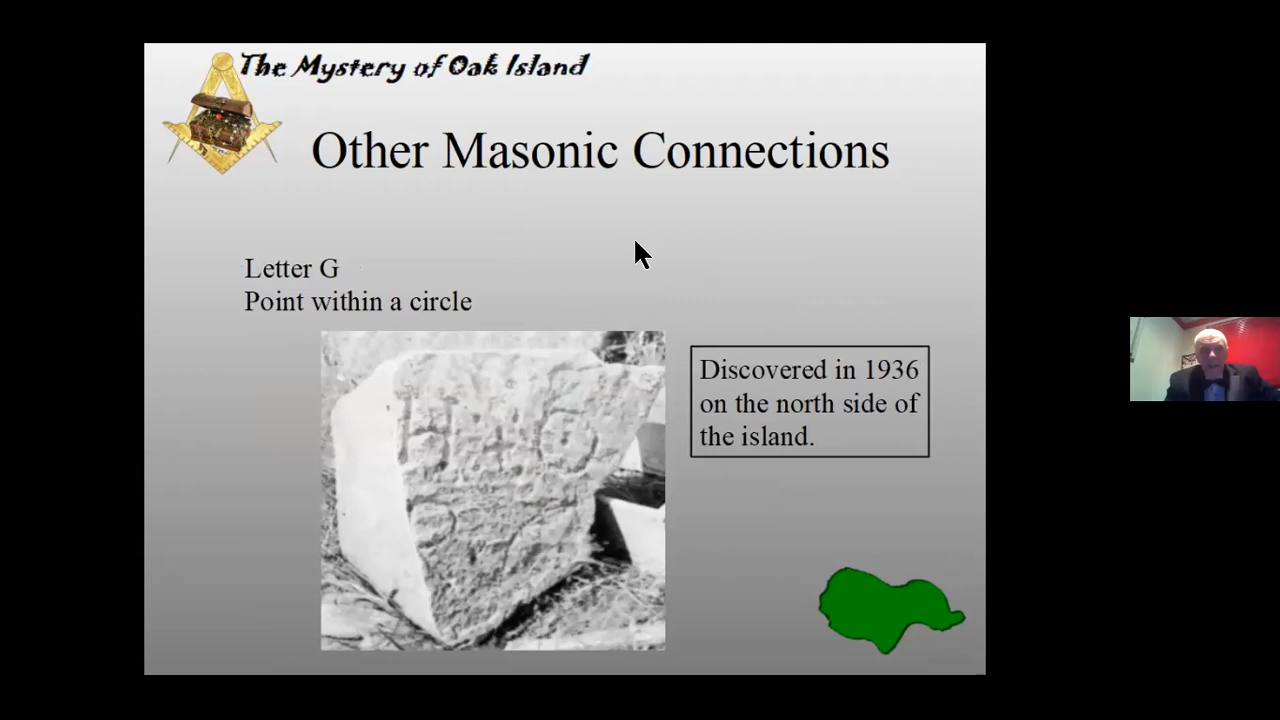 The Mystery of Oak Island
Other Masonic Connections
Letter G
Point within a circle
Discovered in 1936
on the north side of
the island.